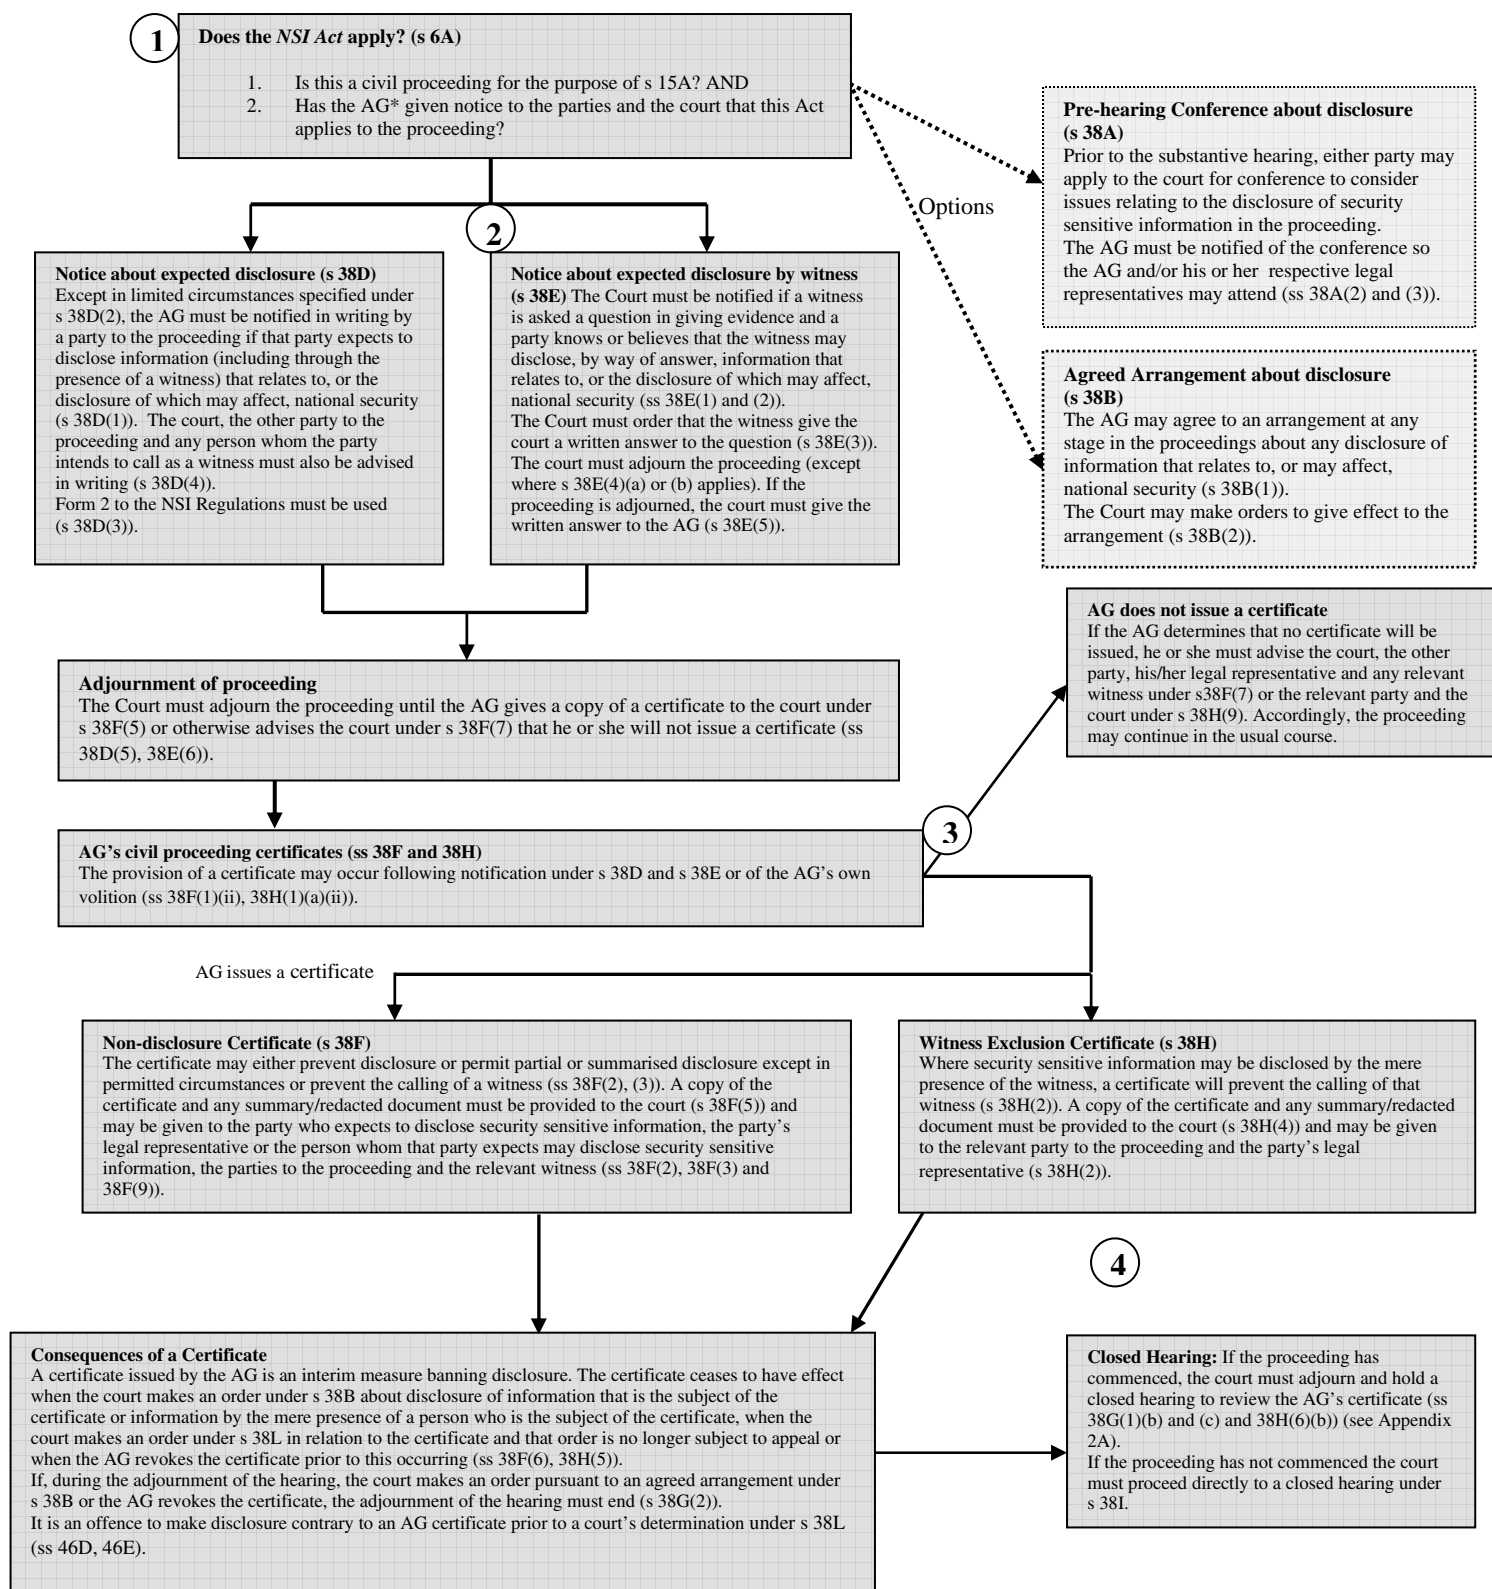 1
Does the NSI Act apply? (s 6A)
1. Is this a civil proceeding for the purpose of s 15A? AND
2. Has the AG* given notice to the parties and the court that this Act
applies to the proceeding?
Pre-hearing Conference about disclosure
(s 38A)
Prior to the substantive hearing, either party may
apply to the court for conference to consider
issues relating to the disclosure of security
sensitive information in the proceeding.
The AG must be notified of the conference so
the AG and/or his or her respective legal
representatives may attend (ss 38A(2) and (3)).
Options
2
Notice about expected disclosure (s 38D)
Except in limited circumstances specified under
s 38D(2), the AG must be notified in writing by
a party to the proceeding if that party expects to
disclose information (including through the
presence of a witness) that relates to, or the
disclosure of which may affect, national security
(s 38D(1)). The court, the other party to the
proceeding and any person whom the party
intends to call as a witness must also be advised
in writing (s 38D(4)).
Form 2 to the NSI Regulations must be used
(s 38D(3)).
Notice about expected disclosure by witness
(s 38E) The Court must be notified if a witness
is asked a question in giving evidence and a
party knows or believes that the witness may
disclose, by way of answer, information that
relates to, or the disclosure of which may affect,
national security (ss 38E(1) and (2)).
The Court must order that the witness give the
court a written answer to the question (s 38E(3)).
The court must adjourn the proceeding (except
where s 38E(4)(a) or (b) applies). If the
proceeding is adjourned, the court must give the
written answer to the AG (s 38E(5)).
Agreed Arrangement about disclosure
(s 38B)
The AG may agree to an arrangement at any
stage in the proceedings about any disclosure of
information that relates to, or may affect,
national security (s 38B(1)).
The Court may make orders to give effect to the
arrangement (s 38B(2)).
AG does not issue a certificate
If the AG determines that no certificate will be
issued, he or she must advise the court, the other
party, his/her legal representative and any relevant
witness under s38F(7) or the relevant party and the
court under s 38H(9). Accordingly, the proceeding
may continue in the usual course.
Adjournment of proceeding
The Court must adjourn the proceeding until the AG gives a copy of a certificate to the court under
s 38F(5) or otherwise advises the court under s 38F(7) that he or she will not issue a certificate (ss
38D(5), 38E(6)).
3
AG's civil proceeding certificates (ss 38F and 38H)
The provision of a certificate may occur following notification under s 38D and s 38E or of the AG's own
volition (ss 38F(1)(ii), 38H(1)(a)(ii)).
AG issues a certificate
Non-disclosure Certificate (s 38F)
The certificate may either prevent disclosure or permit partial or summarised disclosure except in
permitted circumstances or prevent the calling of a witness (ss 38F(2), (3)). A copy of the
certificate and any summary/redacted document must be provided to the court (s 38F(5)) and
may be given to the party who expects to disclose security sensitive information, the party's
legal representative or the person whom that party expects may disclose security sensitive
information, the parties to the proceeding and the relevant witness (ss 38F(2), 38F(3) and
38F(9)).
Witness Exclusion Certificate (s 38H)
Where security sensitive information may be disclosed by the mere
presence of the witness, a certificate will prevent the calling of that
witness (s 38H(2)). A copy of the certificate and any summary/redacted
document must be provided to the court (s 38H(4)) and may be given
to the relevant party to the proceeding and the party's legal
representative (s 38H(2)).
4
Consequences of a Certificate
A certificate issued by the AG is an interim measure banning disclosure. The certificate ceases to have effect
when the court makes an order under s 38B about disclosure of information that is the subject of the
certificate or information by the mere presence of a person who is the subject of the certificate, when the
court makes an order under s 38L in relation to the certificate and that order is no longer subject to appeal or
when the AG revokes the certificate prior to this occurring (ss 38F(6), 38H(5)).
If, during the adjournment of the hearing, the court makes an order pursuant to an agreed arrangement under
s 38B or the AG revokes the certificate, the adjournment of the hearing must end (s 38G(2)).
It is an offence to make disclosure contrary to an AG certificate prior to a court's determination under s 38L
(ss 46D, 46E).
Closed Hearing: If the proceeding has
commenced, the court must adjourn and hold a
closed hearing to review the AG's certificate (ss
38G(1)(b) and (c) and 38H(6)(b)) (see Appendix
2A).
If the proceeding has not commenced the court
must proceed directly to a closed hearing under
s 38I.